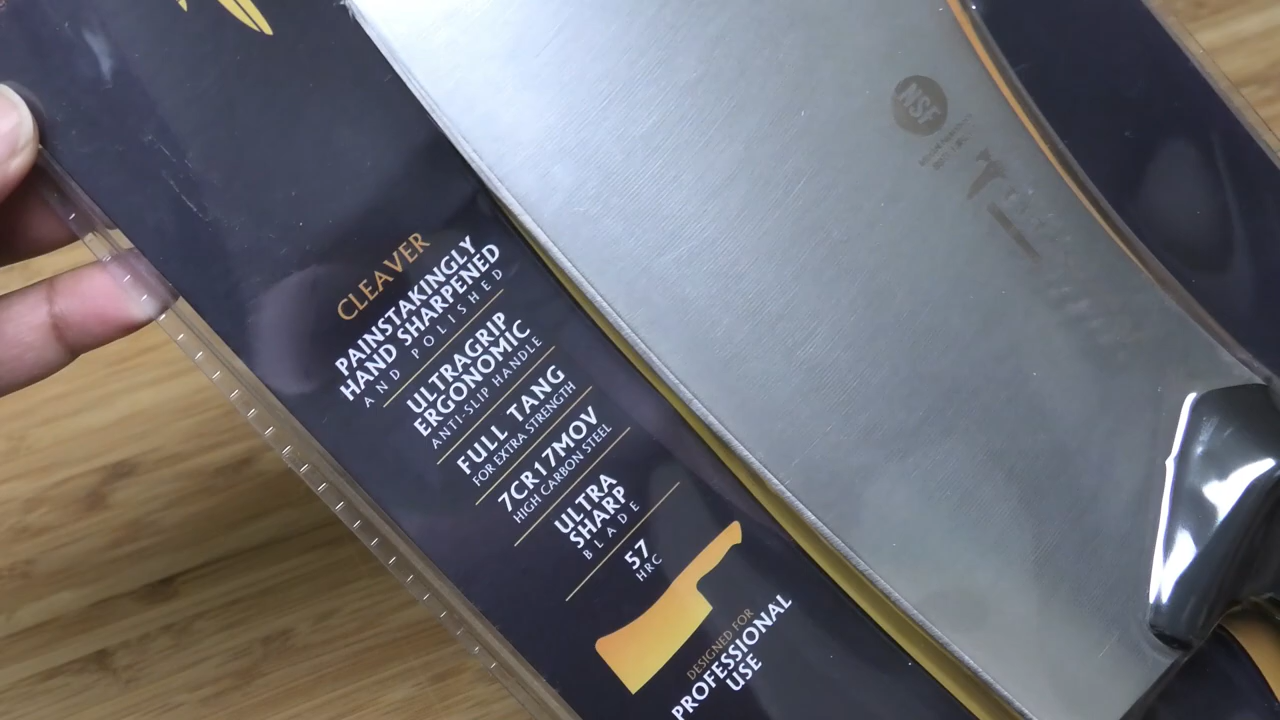 CLEAVER
PAINSTAKINGLY
HAND SHARPENED
AND POLISHED
ULTRAGRIP
ERGONOMIC
ANTI-SLIP HANDLE
FULL TANG
FOR EXTRA STRENGTH
7CR17MOV
HIGH CARBON STEEL
ULTRA
SHARP
BLADE
57
HRC
DESIGNED FOR
PROFESSIONAL
USE
NSF